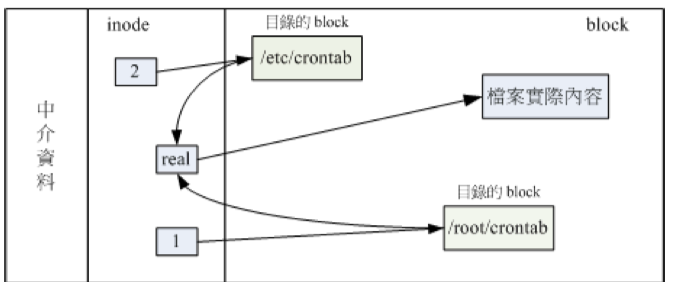 inode
目錄的 block
block
2
/etc/crontab
檔案實際內容
中介資料
real
目錄的 block
1
/root/crontab